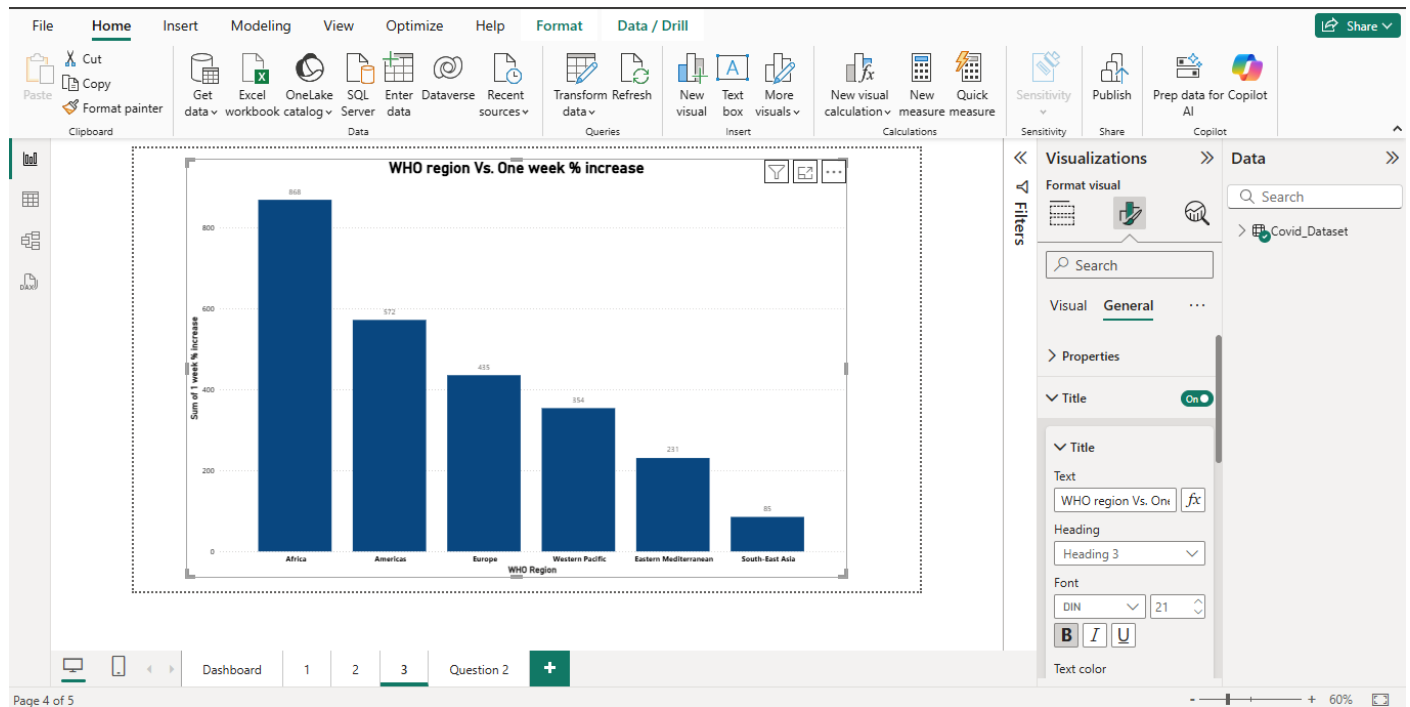 File Home Insert Modeling View Optimize Help Format Data / Drill Share
Paste
Cut
Copy
Format painter
Clipboard
Get data
Excel workbook
OneLake catalog
SQL Server
Enter data
Dataverse
Recent sources
Data
Transform data
Refresh
Queries
New visual
Text box
More visuals
Insert
New visual calculation
New measure
Quick measure
Calculations
Sensitivity
Sensitivity
Publish
Share
Prep data for AI
Copilot
Copilot
DAX
WHO region Vs. One week % increase
Sum of 1 week % increase
800
600
400
200
0
868
572
435
354
231
85
Africa Americas Europe Western Pacific Eastern Mediterranean South-East Asia
WHO Region
Filters
Visualizations
Format visual
Search
Visual General ...
Properties
Title On
Title
Text
WHO region Vs. One
fx
Heading
Heading 3
Font
DIN 21
B I U
Text color
Data
Search
Covid_Dataset
Dashboard 1 2 3 Question 2 +
Page 4 of 5
- + 60%